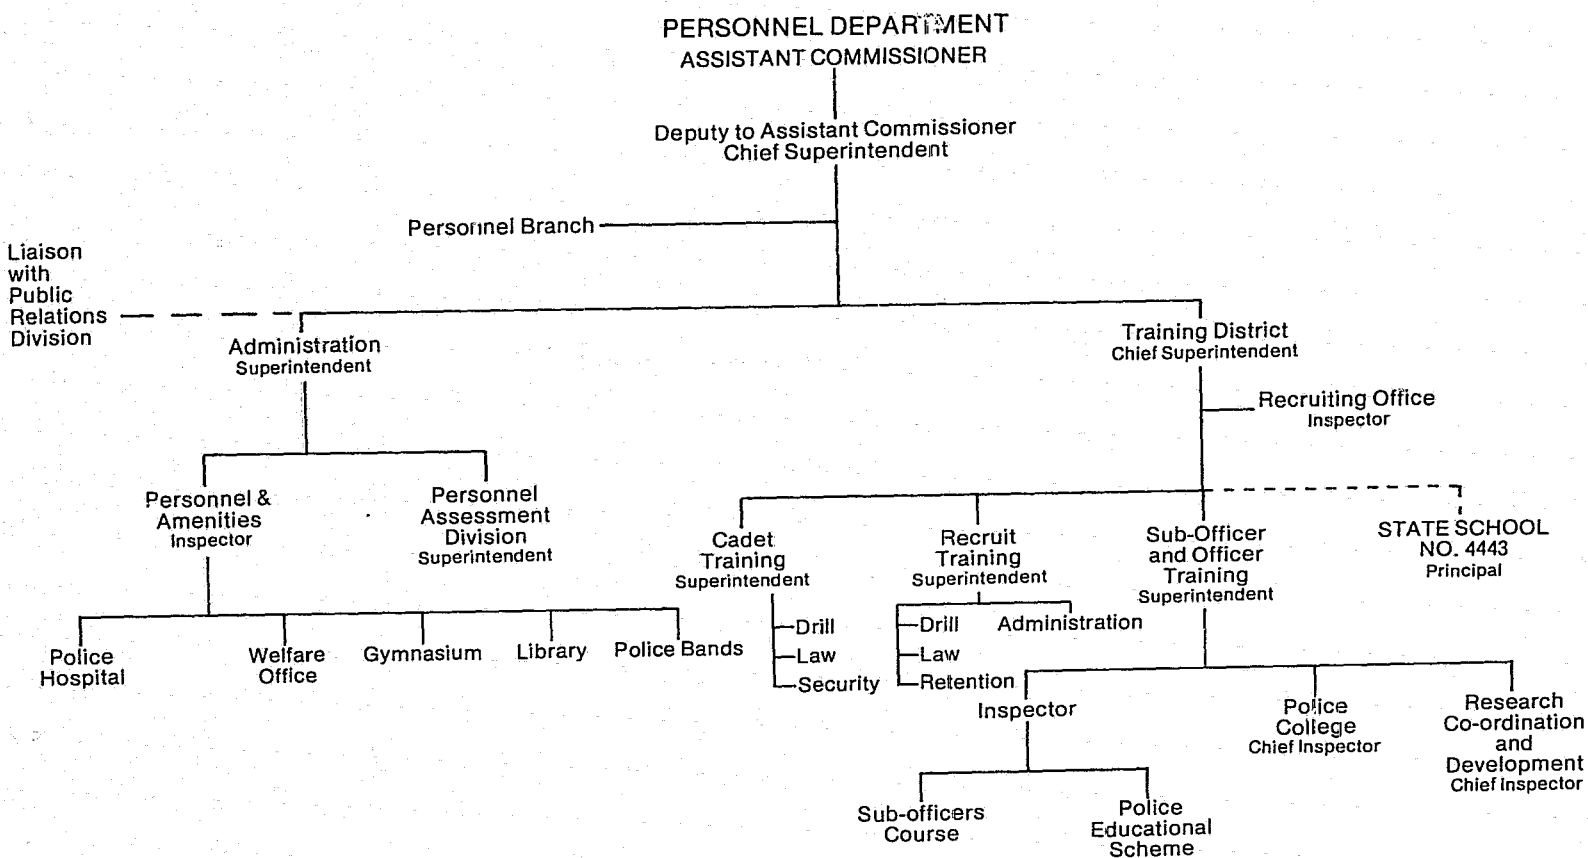 PERSONNEL DEPARTMENT
ASSISTANT COMMISSIONER
Deputy to Assistant Commissioner
Chief Superintendent
Personnel Branch
Liaison
with
Public
Relations
Division
Administration
Superintendent
Training District
Chief Superintendent
Recruiting Office
Inspector
Personnel &
Amenities
Inspector
Personnel
Assessment
Division
Superintendent
Cadet
Training
Superintendent
Recruit
Training
Superintendent
Sub-Officer
and Officer
Training
Superintendent
STATE SCHOOL
NO. 4443
Principal
Police
Hospital
Welfare
Office
Gymnasium
Library
Police Bands
Drill
Law
Security
Drill
Law
Retention
Administration
Inspector
Police
College
Chief Inspector
Research
Co-ordination
and
Development
Chief Inspector
Sub-officers
Course
Police
Educational
Scheme